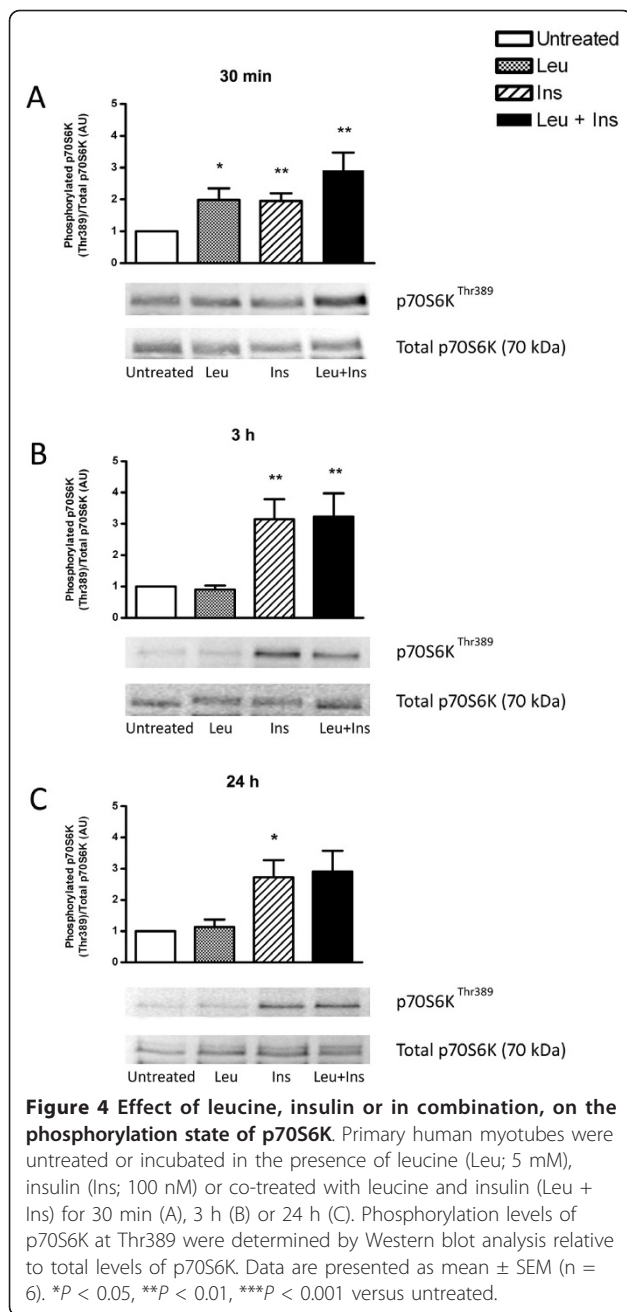 Untreated
Leu
Ins
Leu + Ins
A
30 min
Phosphorylated p70S6K
(Thr389)/Total p70S6K (AU)
5
4
3
2
1
0
*
**
**
p70S6K Thr389
Total p70S6K (70 kDa)
Untreated Leu Ins Leu+Ins
B
3 h
Phosphorylated p70S6K
(Thr389)/Total p70S6K (AU)
5
4
3
2
1
0
**
**
p70S6K Thr389
Total p70S6K (70 kDa)
Untreated Leu Ins Leu+Ins
C
24 h
Phosphorylated p70S6K
(Thr389)/Total p70S6K (AU)
5
4
3
2
1
0
*
p70S6K Thr389
Total p70S6K (70 kDa)
Untreated Leu Ins Leu+Ins
Figure 4 Effect of leucine, insulin or in combination, on the
phosphorylation state of p70S6K. Primary human myotubes were
untreated or incubated in the presence of leucine (Leu; 5 mM),
insulin (Ins; 100 nM) or co-treated with leucine and insulin (Leu +
Ins) for 30 min (A), 3 h (B) or 24 h (C). Phosphorylation levels of
p70S6K at Thr389 were determined by Western blot analysis relative
to total levels of p70S6K. Data are presented as mean ± SEM (n =
6). *P < 0.05, **P < 0.01, ***P < 0.001 versus untreated.